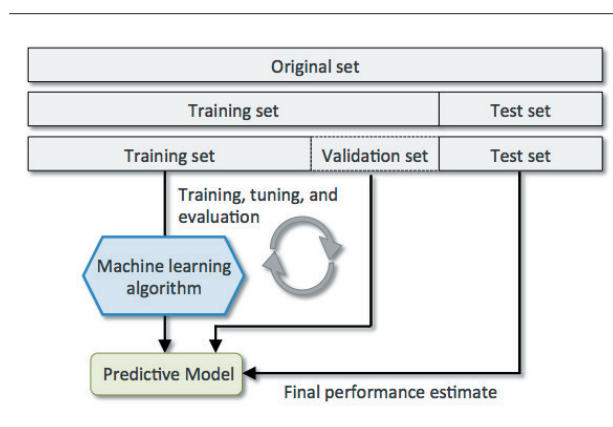 Original set
Training set Test set
Training set Validation set Test set
Training, tuning, and
evaluation
Machine learning
algorithm
Predictive Model
Final performance estimate